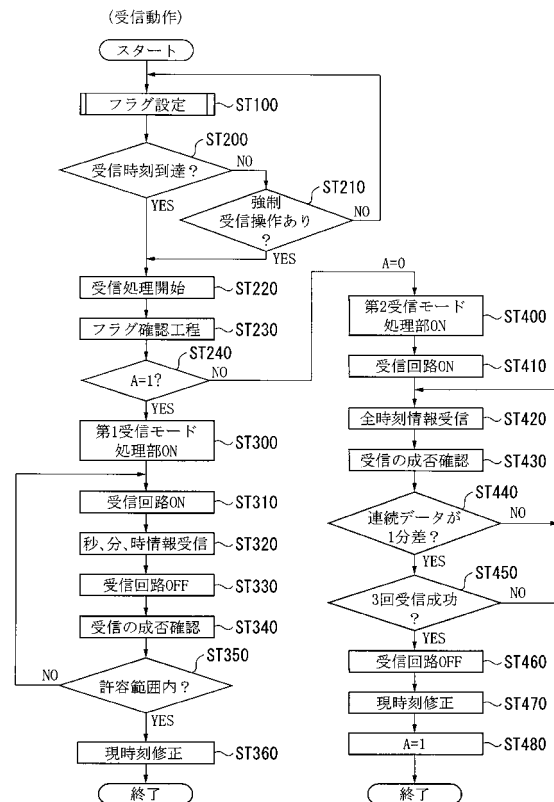 (受信動作)
スタート
フラグ設定
ST100
ST200
受信時刻到達?
NO
ST210
YES
強制
受信操作あり
?
NO
YES
受信処理開始
ST220
フラグ確認工程
ST230
ST240
A=1?
NO
YES
第1受信モード
処理部ON
ST300
受信回路ON
ST310
秒、分、時情報受信
ST320
受信回路OFF
ST330
受信の成否確認
ST340
ST350
NO
許容範囲内?
YES
現時刻修正
ST360
終了
A=0
第2受信モード
処理部ON
ST400
受信回路ON
ST410
全時刻情報受信
ST420
受信の成否確認
ST430
ST440
連続データが
1分差?
NO
YES
ST450
3回受信成功
?
NO
YES
受信回路OFF
ST460
現時刻修正
ST470
A=1
ST480
終了